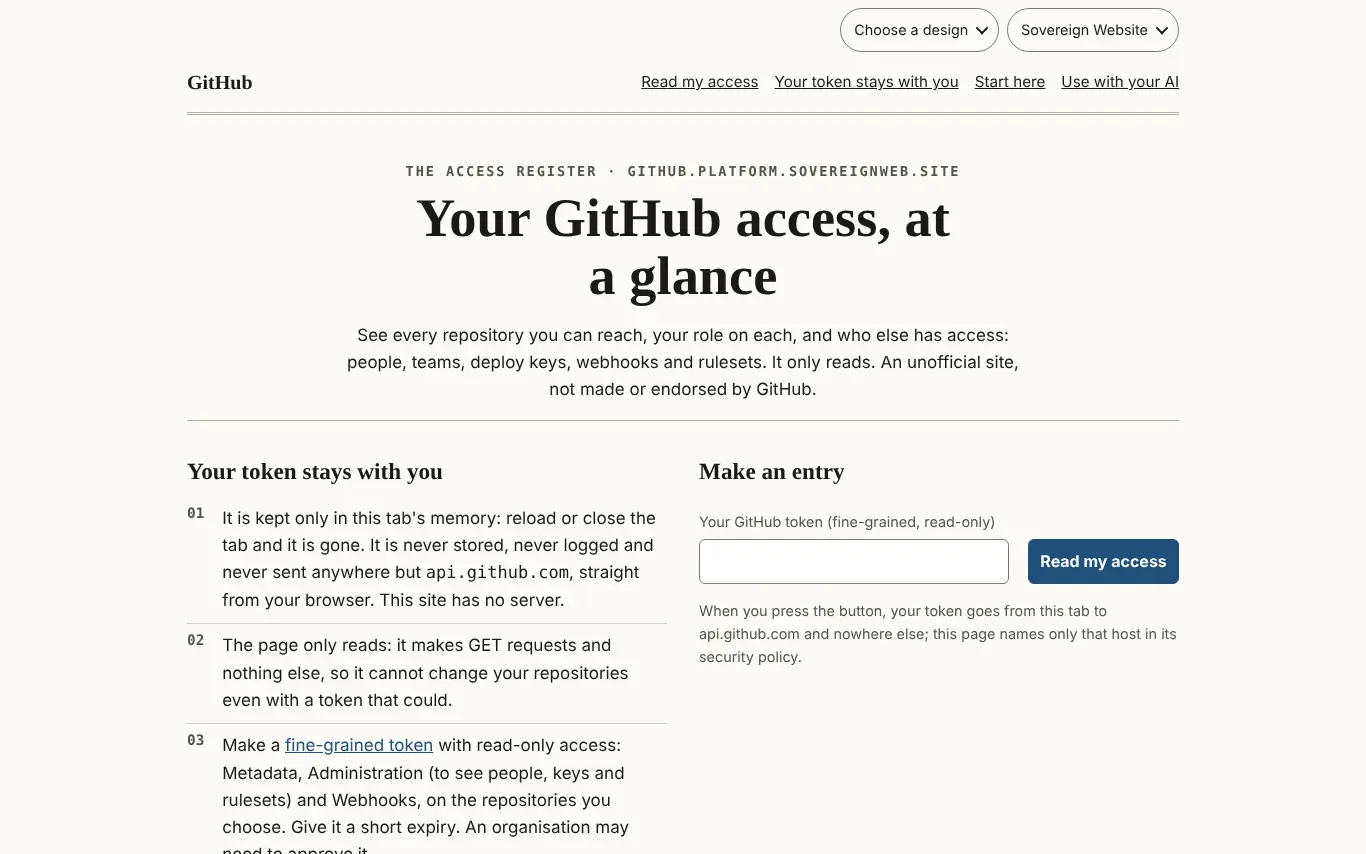 Choose a design
Sovereign Website
GitHub
Read my access
Your token stays with you
Start here
Use with your AI
THE ACCESS REGISTER · GITHUB.PLATFORM.SOVEREIGNWEB.SITE
Your GitHub access, at
a glance
See every repository you can reach, your role on each, and who else has access:
people, teams, deploy keys, webhooks and rulesets. It only reads. An unofficial site,
not made or endorsed by GitHub.
Your token stays with you
01
It is kept only in this tab's memory: reload or close the
tab and it is gone. It is never stored, never logged and
never sent anywhere but api.github.com, straight
from your browser. This site has no server.
02
The page only reads: it makes GET requests and
nothing else, so it cannot change your repositories
even with a token that could.
03
Make a fine-grained token with read-only access:
Metadata, Administration (to see people, keys and
rulesets) and Webhooks, on the repositories you
choose. Give it a short expiry. An organisation may
need to approve it.
Make an entry
Your GitHub token (fine-grained, read-only)
Read my access
When you press the button, your token goes from this tab to
api.github.com and nowhere else; this page names only that host in its
security policy.